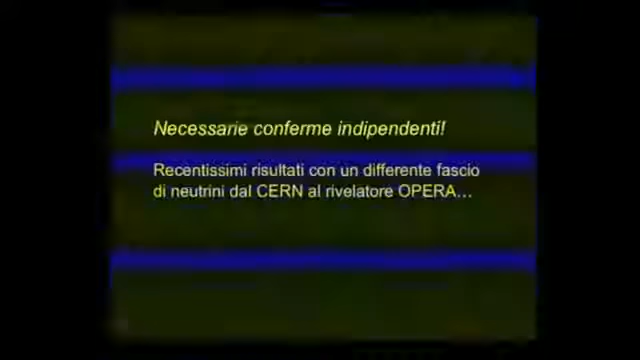 Necessarie conferme indipendenti!
Recentissimi risultati con un differente fascio
di neutrini dal CERN al rivelatore OPERA…